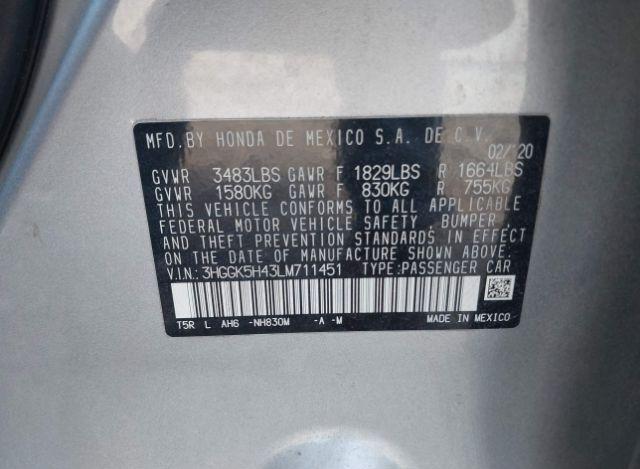 MFD. BY HONDA DE MEXICO S.A. DE C.V.
02/20
GVWR 3483LBS GAWR F 1829LBS R 1664LBS
GVWR 1580KG GAWR F 830KG R 755KG
THIS VEHICLE CONFORMS TO ALL APPLICABLE
FEDERAL MOTOR VEHICLE SAFETY, BUMPER,
AND THEFT PREVENTION STANDARDS IN EFFECT
ON THE DATE OF MANUFACTURE SHOWN ABOVE.
V.I.N.: 3HGGK5H43LM711451 TYPE:PASSENGER CAR
T5R L AH6 -NH830M -A -M MADE IN MEXICO